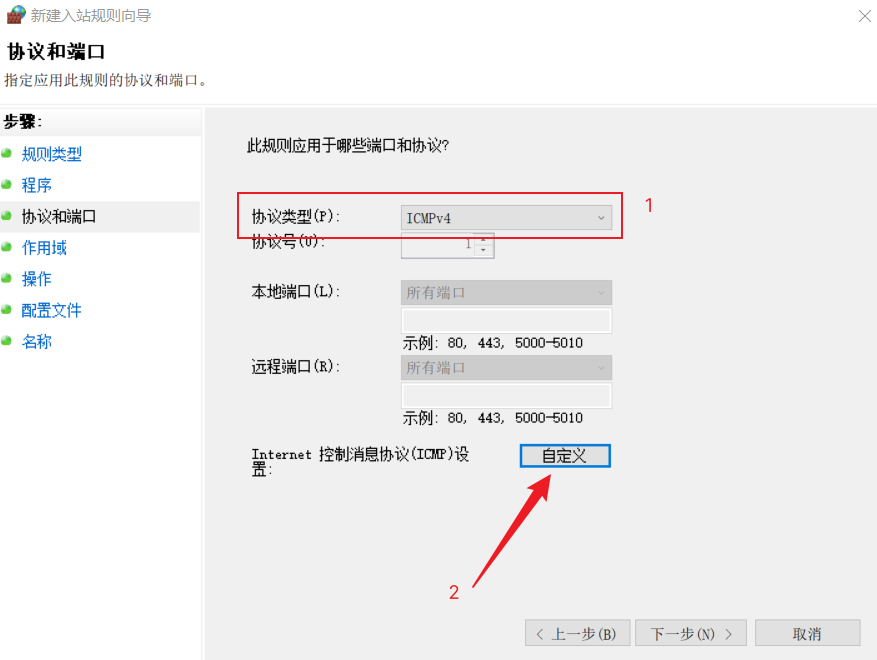 新建入站规则向导
协议和端口
指定应用此规则的协议和端口。
步骤:
规则类型
程序
协议和端口
作用域
操作
配置文件
名称
此规则应用于哪些端口和协议?
协议类型(P): ICMPv4 1
协议号(U): 1
本地端口(L): 所有端口
示例: 80, 443, 5000-5010
远程端口(R): 所有端口
示例: 80, 443, 5000-5010
Internet 控制消息协议(ICMP)设
置: 自定义
2
< 上一步(B) 下一步(N) > 取消